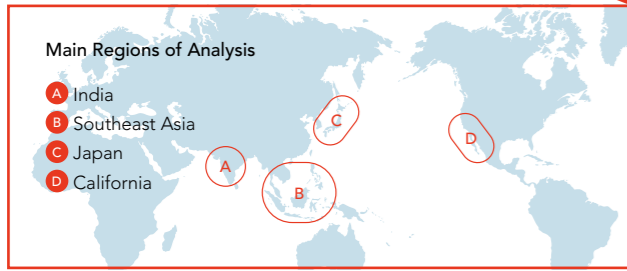 Main Regions of Analysis
A India
B Southeast Asia
C Japan
D California
C
D
A
B